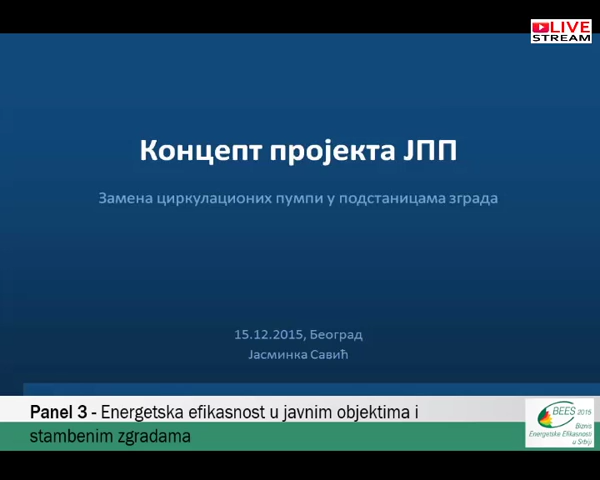 LIVE
STREAM
Концепт пројекта ЈПП
Замена циркулационих пумпи у подстаницама зграда
15.12.2015, Београд
Јасминка Савић
Panel 3 - Energetska efikasnost u javnim objektima i
stambenim zgradama
BEES 2015
Biznis
Energetske Efikasnosti
u Srbiji